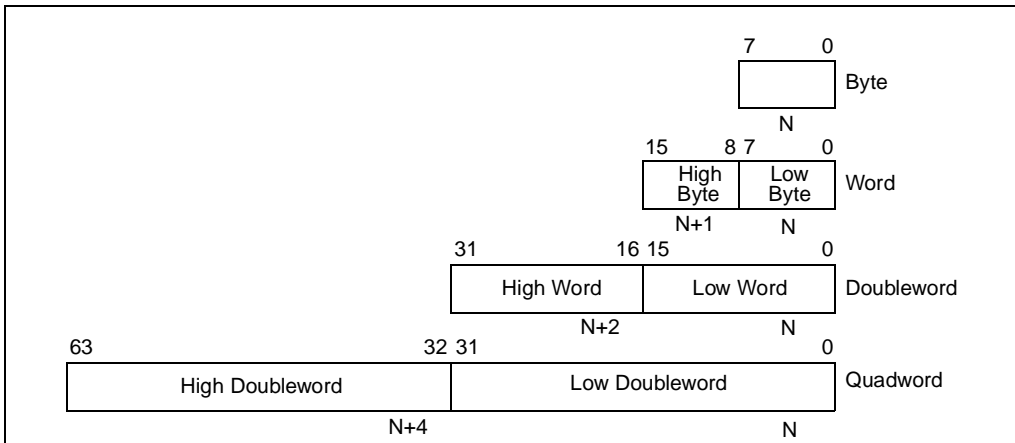 7 0
Byte
N
15 8 7 0
High Byte
Low Byte
Word
N+1 N
31 16 15 0
High Word Low Word Doubleword
N+2 N
63 32 31 0
High Doubleword Low Doubleword Quadword
N+4 N